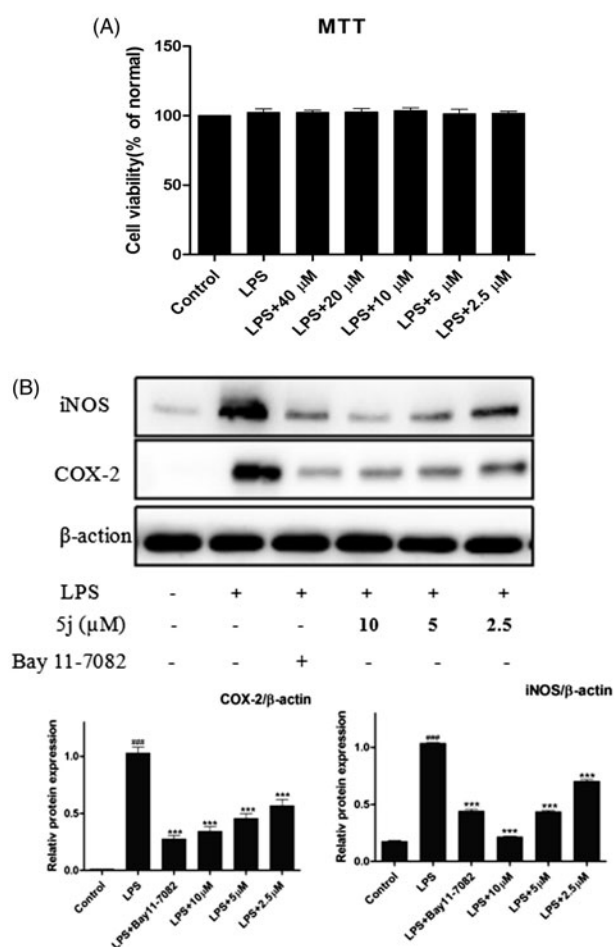 (A)
MTT
Cell viability(% of normal)
150
100
50
0
Control
LPS
LPS+40 μM
LPS+20 μM
LPS+10 μM
LPS+5 μM
LPS+2.5 μM
(B)
iNOS
COX-2
β-action
LPS - + + + + +
5j (µM) - - - 10 5 2.5
Bay 11-7082 - - + - - -
COX-2/β-actin
Relativ protein expression
1.0
0.5
0.0
###
***
***
***
***
Control
LPS
LPS+Bay11-7082
LPS+10μM
LPS+5μM
LPS+2.5μM
iNOS/β-actin
Relativ protein expression
1.0
0.5
0.0
###
***
***
***
***
Control
LPS
LPS+Bay11-7082
LPS+10μM
LPS+5μM
LPS+2.5μM